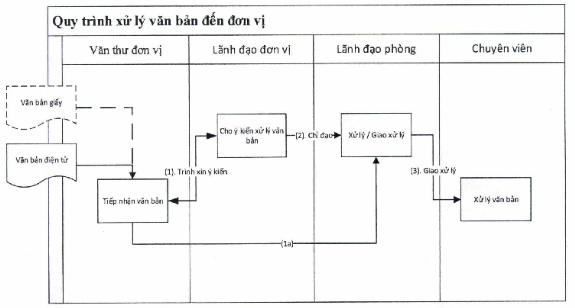 Quy trình xử lý văn bản đến đơn vị
Văn thư đơn vị
Lãnh đạo đơn vị
Lãnh đạo phòng
Chuyên viên
Văn bản giấy
Văn bản điện tử
Tiếp nhận văn bản
(1). Trình xin ý kiến
Cho ý kiến xử lý văn
bản
(2). Chỉ đạo
Xử lý / Giao xử lý
(3). Giao xử lý
Xử lý văn bản
(1a)